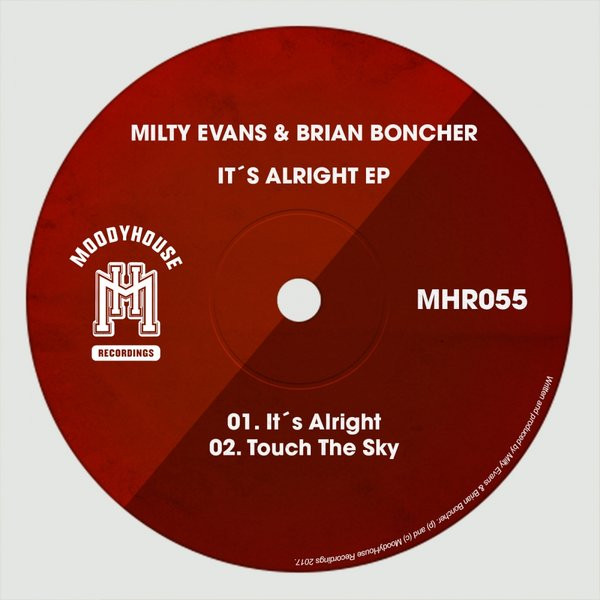 MILTY EVANS & BRIAN BONCHER
IT´S ALRIGHT EP
MOODYHOUSE
MH
RECORDINGS
MHR055
01. It´s Alright
02. Touch The Sky
Written and produced by Milty Evans & Brian Boncher. (p) and (c) MoodyHouse Recordings 2017.